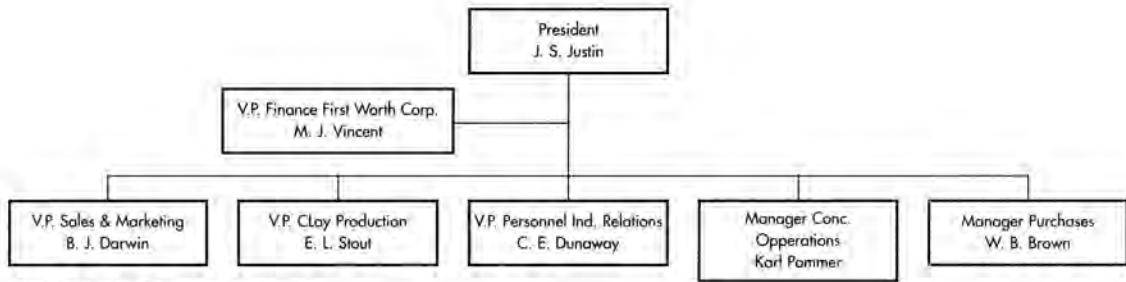 President
J. S. Justin
V.P. Finance First Worth Corp.
M. J. Vincent
V.P. Sales & Marketing
B. J. Darwin
V.P. CLay Production
E. L. Stout
V.P. Personnel Ind. Relations
C. E. Dunaway
Manager Conc.
Opperations
Karl Pommer
Manager Purchases
W. B. Brown